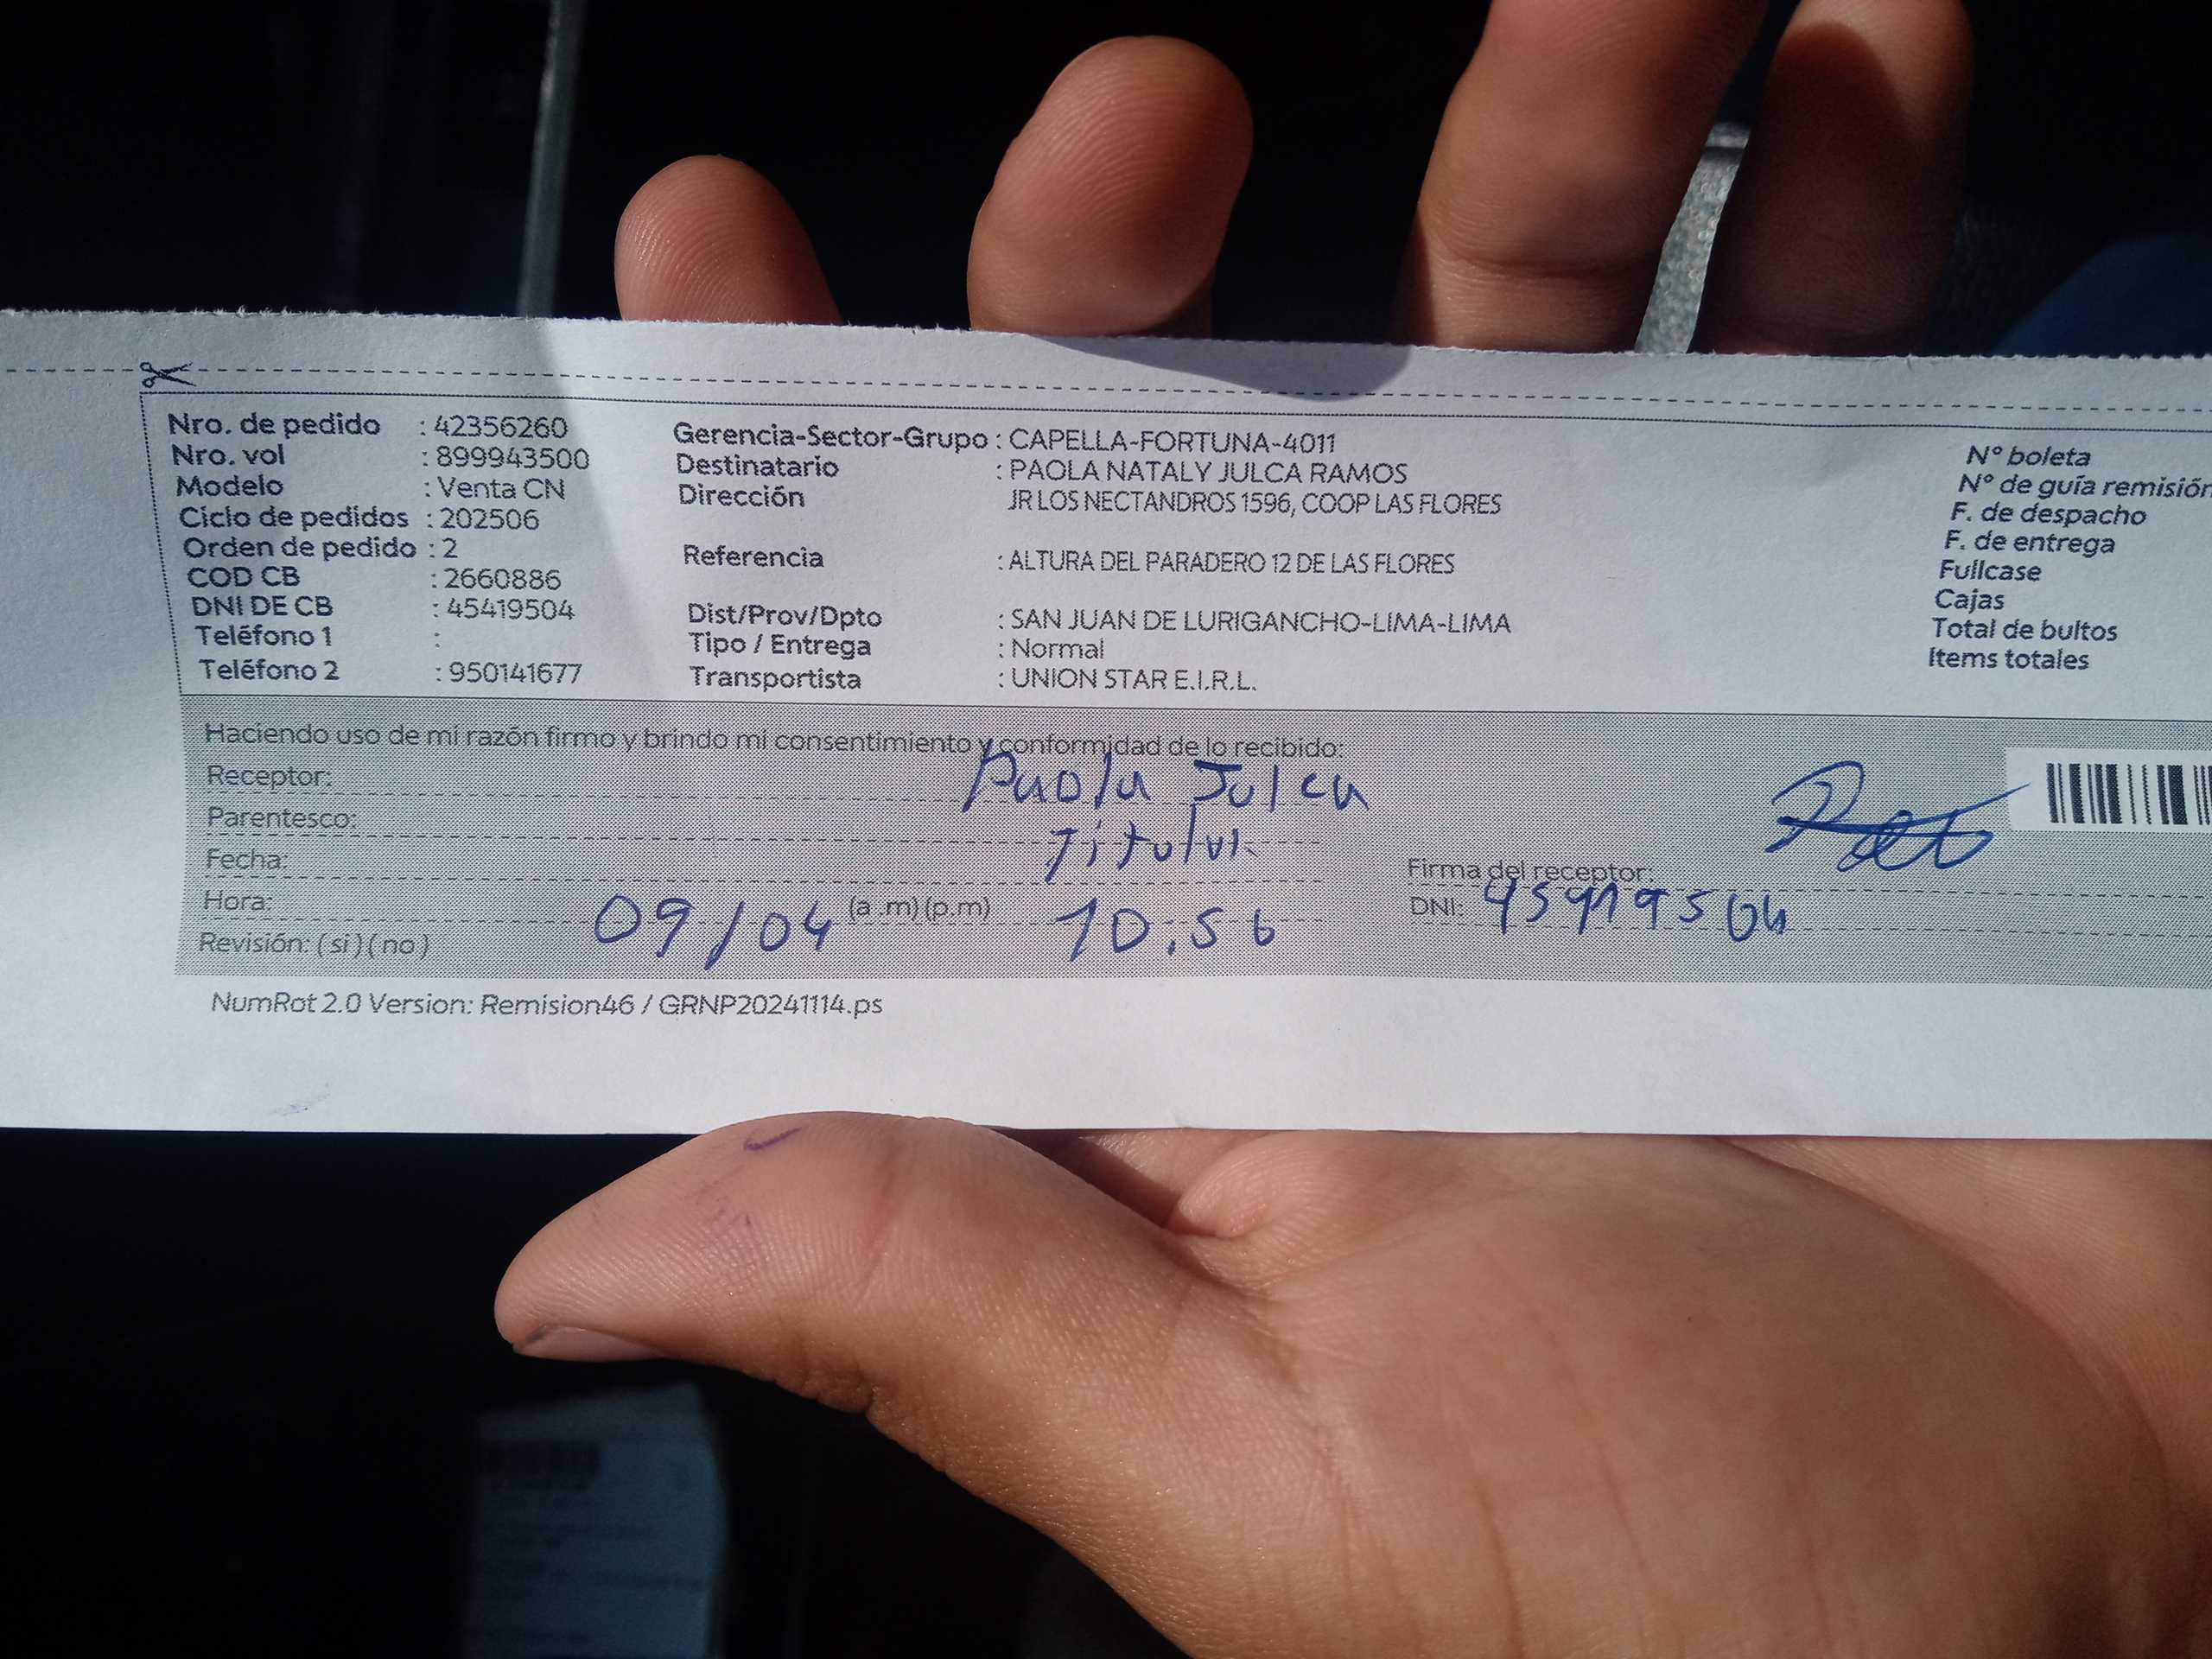 Nro. de pedido : 42356260
Nro. vol : 899943500
Modelo : Venta CN
Ciclo de pedidos : 202506
Orden de pedido : 2
COD CB : 2660886
DNI DE CB : 45419504
Teléfono 1 :
Teléfono 2 : 950141677
Gerencia-Sector-Grupo : CAPELLA-FORTUNA-4011
Destinatario : PAOLA NATALY JULCA RAMOS
Dirección JR LOS NECTANDROS 1596, COOP LAS FLORES
Referencia : ALTURA DEL PARADERO 12 DE LAS FLORES
Dist/Prov/Dpto : SAN JUAN DE LURIGANCHO-LIMA-LIMA
Tipo / Entrega : Normal
Transportista : UNION STAR E.I.R.L.
N° boleta
N° de guía remisión
F. de despacho
F. de entrega
Fullcase
Cajas
Total de bultos
Items totales
Haciendo uso de mi razón firmo y brindo mi consentimiento y conformidad de lo recibido:
Receptor: Paola Julca
Parentesco: Titular
Fecha:
Hora: 09/04 (a .m) (p.m) 10:56
Revisión: ( si ) ( no )
Firma del receptor:
DNI: 45419504
NumRot 2.0 Version: Remision46 / GRNP20241114.ps